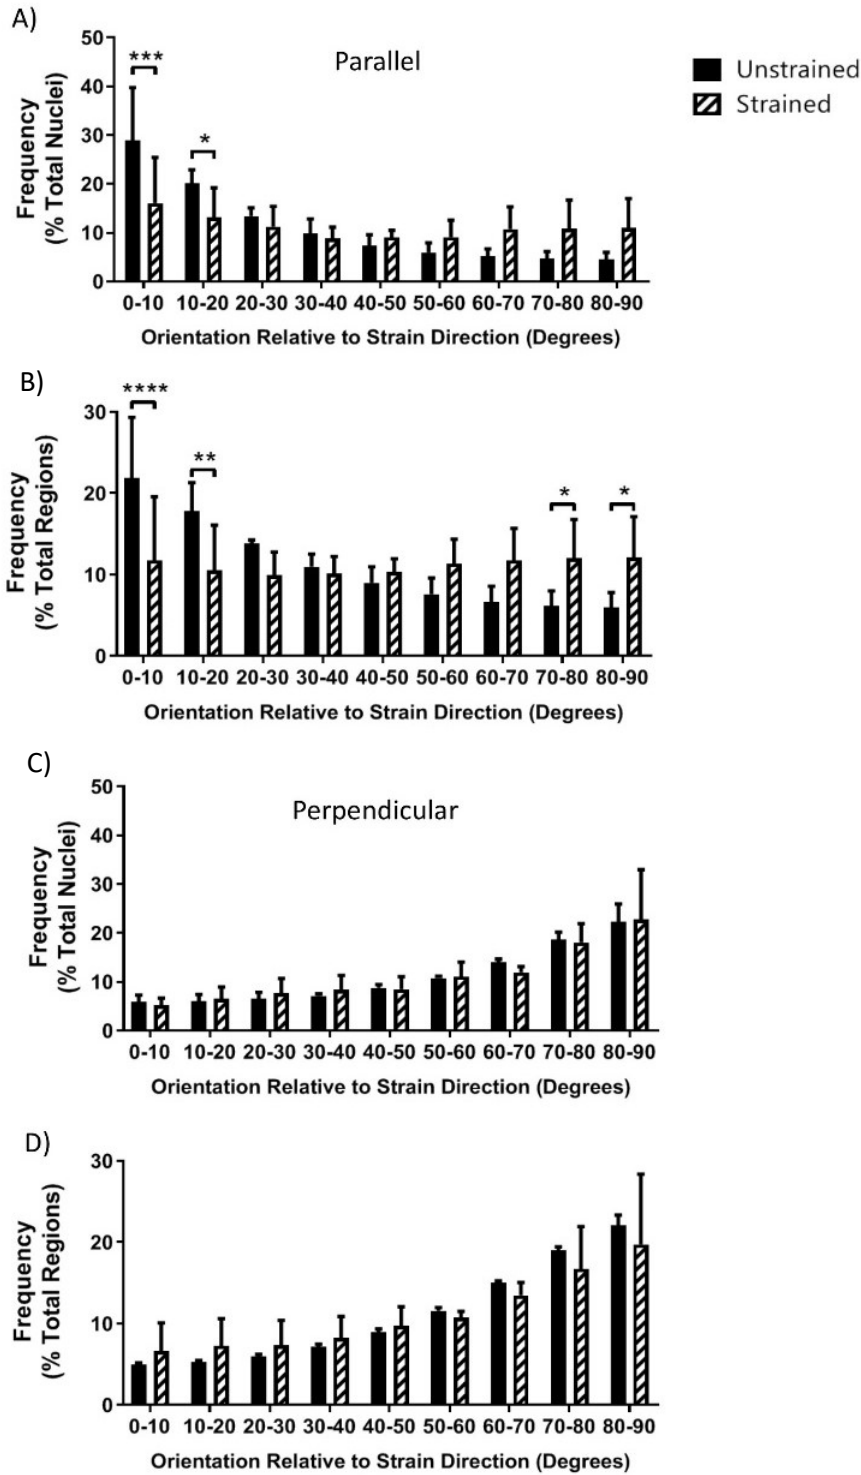 A)
Parallel
Unstrained
Strained
Frequency
(% Total Nuclei)
50
40
30
20
10
0
***
*
0-10 10-20 20-30 30-40 40-50 50-60 60-70 70-80 80-90
Orientation Relative to Strain Direction (Degrees)
B)
Frequency
(% Total Regions)
30
20
10
0
****
**
*
*
0-10 10-20 20-30 30-40 40-50 50-60 60-70 70-80 80-90
Orientation Relative to Strain Direction (Degrees)
C)
Perpendicular
Frequency
(% Total Nuclei)
50
40
30
20
10
0
0-10 10-20 20-30 30-40 40-50 50-60 60-70 70-80 80-90
Orientation Relative to Strain Direction (Degrees)
D)
Frequency
(% Total Regions)
30
20
10
0
0-10 10-20 20-30 30-40 40-50 50-60 60-70 70-80 80-90
Orientation Relative to Strain Direction (Degrees)